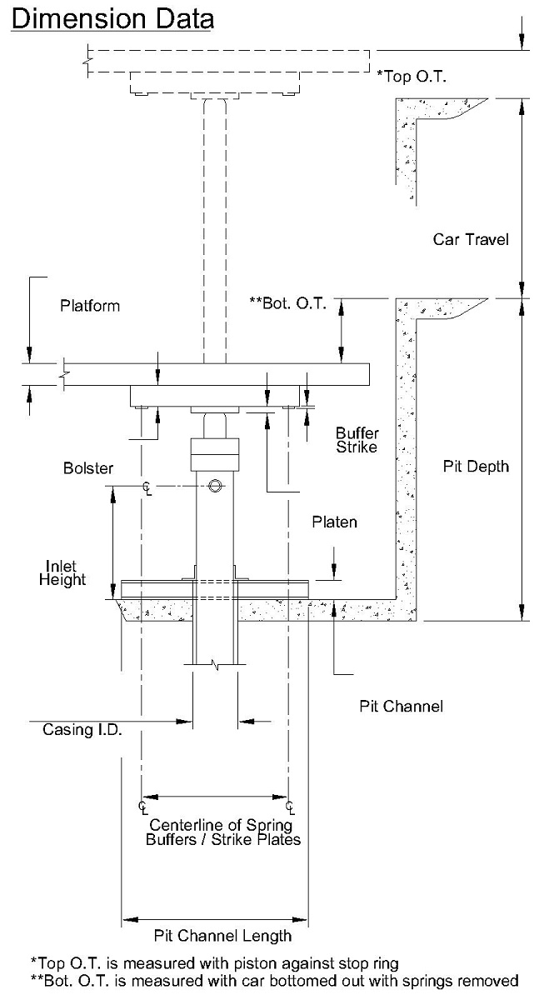 Dimension Data
*Top O.T.
Car Travel
Platform
**Bot. O.T.
Buffer
Strike
Bolster
Pit Depth
℄
Platen
Inlet
Height
Pit Channel
Casing I.D.
℄
℄
Centerline of Spring
Buffers / Strike Plates
Pit Channel Length
*Top O.T. is measured with piston against stop ring
**Bot. O.T. is measured with car bottomed out with springs removed